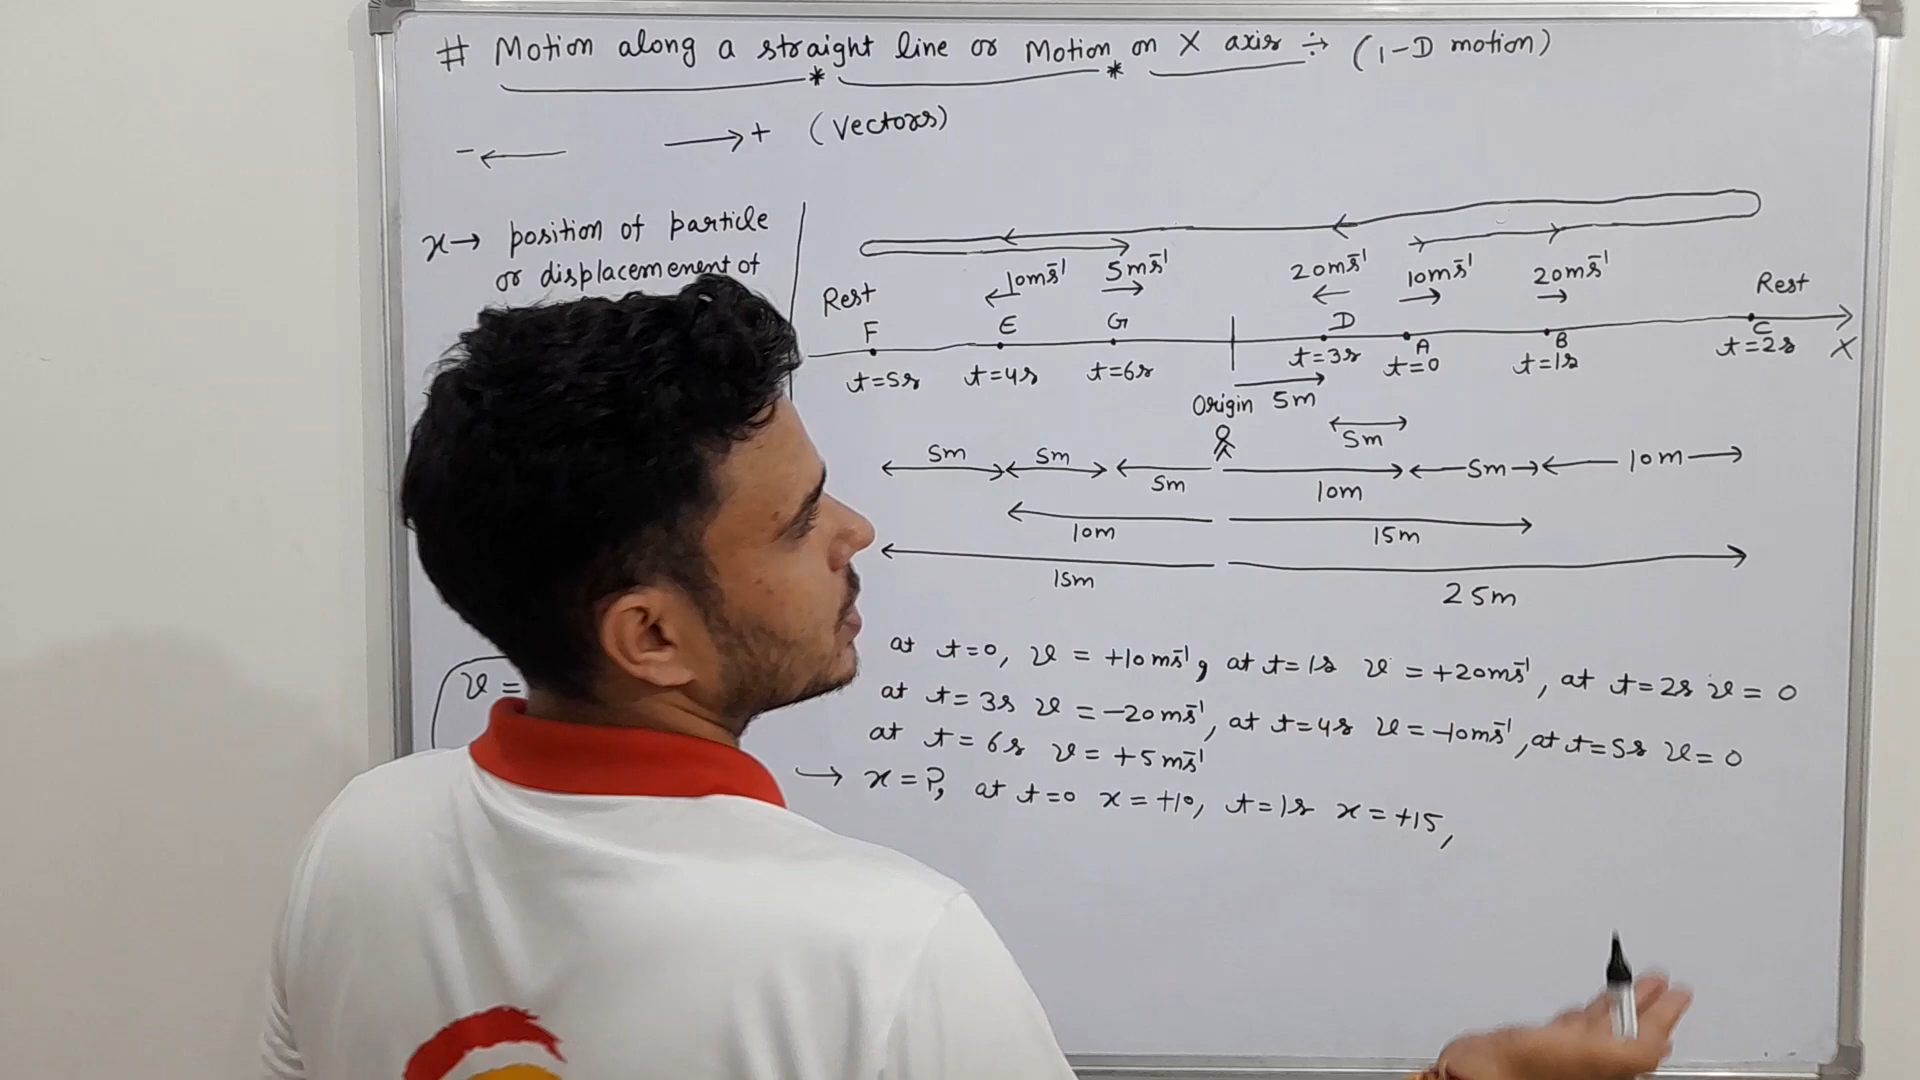 # Motion along a straight line or Motion on X axis ÷ (1-D motion)
- ← → + (Vectors)
x→ position of particle
or displacemenent of
10ms⁻¹ 5ms⁻¹ 20ms⁻¹ 10ms⁻¹ 20ms⁻¹
Rest ← → ← → → Rest
F E G D A B C
t=5s t=4s t=6s t=3s t=0 t=1s t=2s X
Origin 5m
5m
5m 5m 5m 10m 5m 10m
10m 15m
15m 25m
at t=0, v = +10ms⁻¹, at t=1s v = +20ms⁻¹, at t=2s v = 0
at t=3s v = -20ms⁻¹, at t=4s v = -10ms⁻¹, at t=5s v = 0
at t=6s v = +5ms⁻¹
→ x=?, at t=0 x=+10, t=1s x=+15,
v =